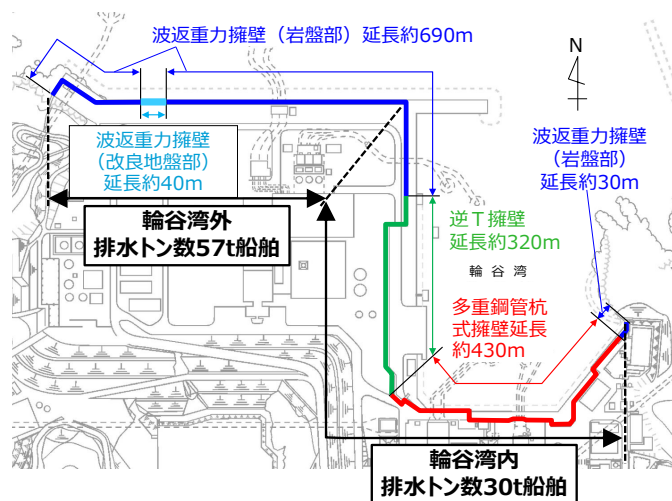 波返重力擁壁（岩盤部）延長約690m
N
波返重力擁壁
（改良地盤部）
延長約40m
波返重力擁壁
（岩盤部）
延長約30m
輪谷湾外
排水トン数57t船舶
逆Ｔ擁壁
延長約320m
輪谷湾
多重鋼管杭
式擁壁延長
約430m
輪谷湾内
排水トン数30t船舶